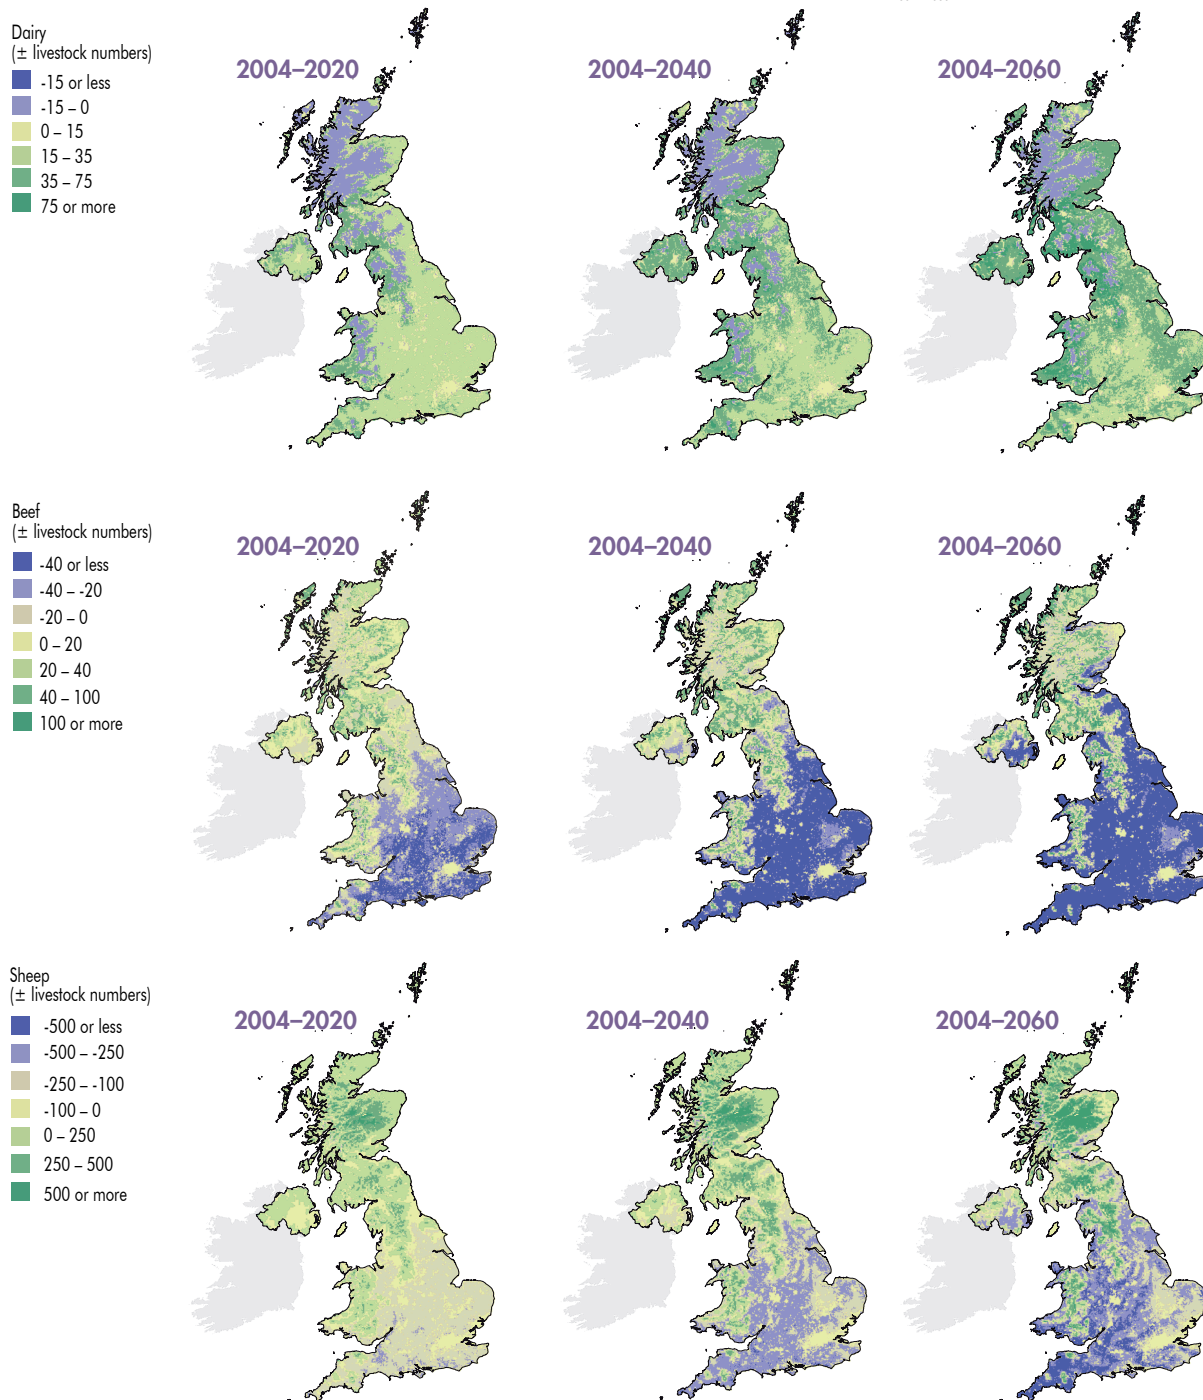 Dairy
(± livestock numbers)
-15 or less
-15 – 0
0 – 15
15 – 35
35 – 75
75 or more
2004–2020
2004–2040
2004–2060
Beef
(± livestock numbers)
-40 or less
-40 – -20
-20 – 0
0 – 20
20 – 40
40 – 100
100 or more
2004–2020
2004–2040
2004–2060
Sheep
(± livestock numbers)
-500 or less
-500 – -250
-250 – -100
-100 – 0
0 – 250
250 – 500
500 or more
2004–2020
2004–2040
2004–2060